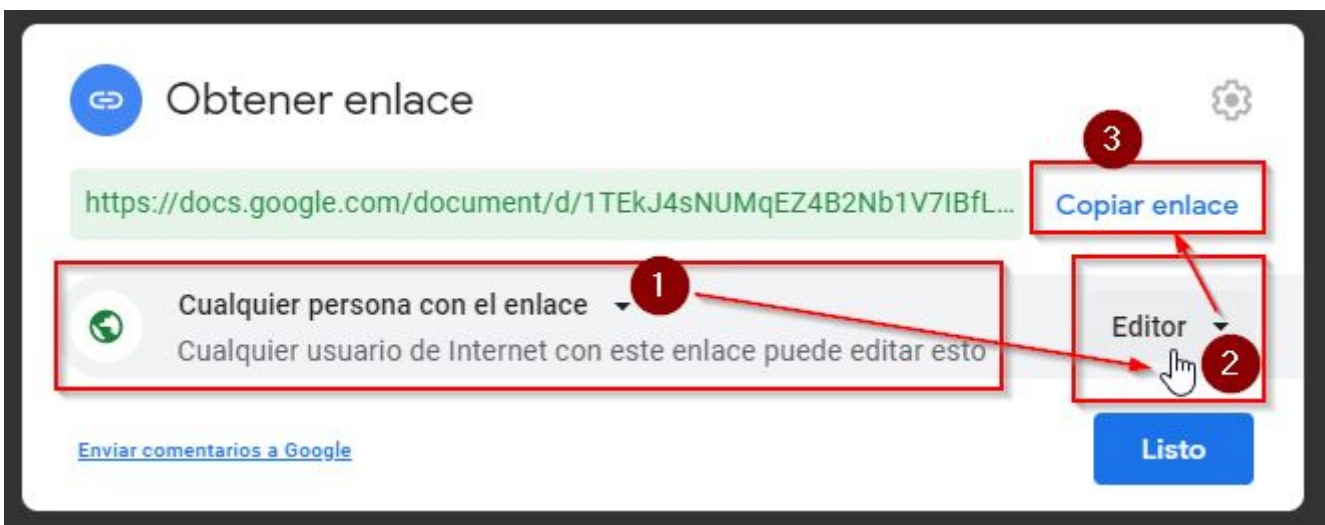 Obtener enlace
3
https://docs.google.com/document/d/1TEkJ4sNUMqEZ4B2Nb1V7IBfL...
Copiar enlace
Cualquier persona con el enlace
1
Cualquier usuario de Internet con este enlace puede editar esto
Editor
2
Enviar comentarios a Google
Listo